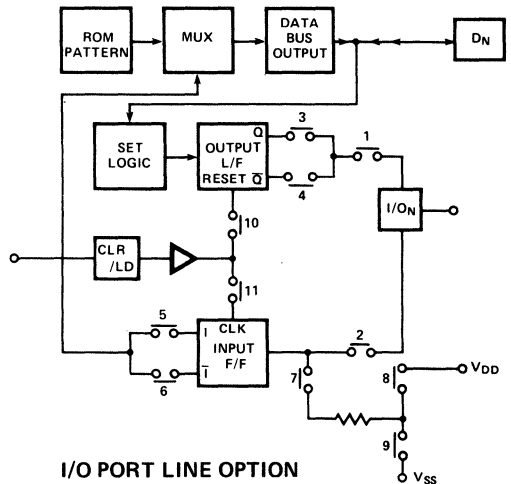 ROM
PATTERN
MUX
DATA
BUS
OUTPUT
DN
SET
LOGIC
OUTPUT
L/F
RESET
Q
Q̅
3
4
1
I/ON
10
CLR
/LD
11
5
6
I
I̅
CLK
INPUT
F/F
2
7
8
VDD
9
VSS
I/O PORT LINE OPTION